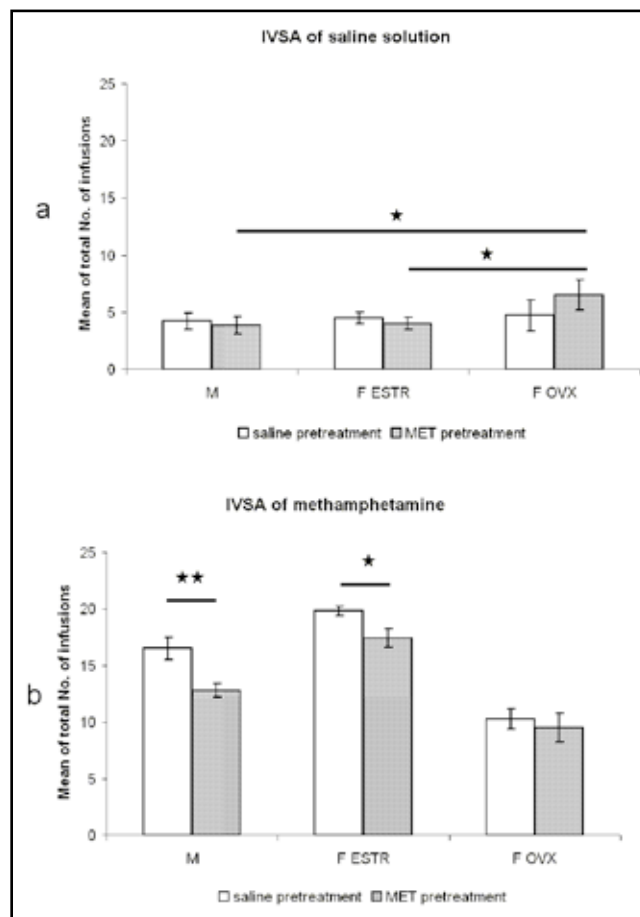 IVSA of saline solution
Mean of total No. of infusions
25
20
15
10
5
0
a
★
★
M
F ESTR
F OVX
saline pretreatment
MET pretreatment
IVSA of methamphetamine
Mean of total No. of infusions
25
20
15
10
5
0
b
★★
★
M
F ESTR
F OVX
saline pretreatment
MET pretreatment